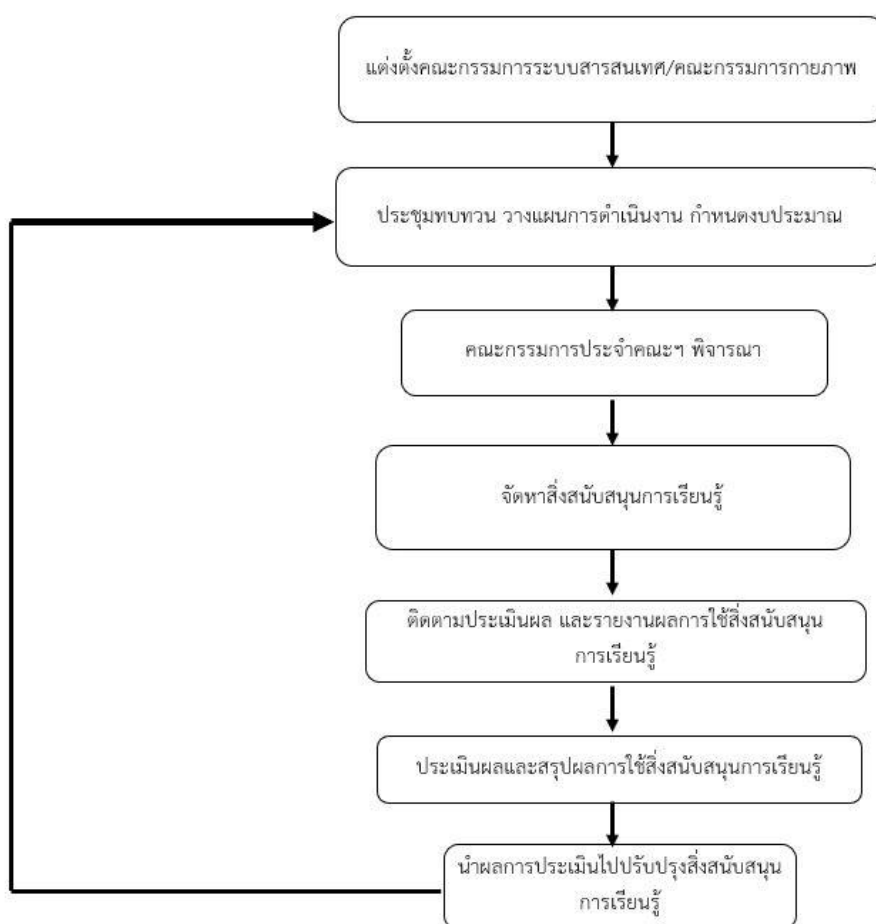 แต่งตั้งคณะกรรมการระบบสารสนเทศ/คณะกรรมการกายภาพ
ประชุมทบทวน วางแผนการดำเนินงาน กำหนดงบประมาณ
คณะกรรมการประจำคณะฯ พิจารณา
จัดหาสิ่งสนับสนุนการเรียนรู้
ติดตามประเมินผล และรายงานผลการใช้สิ่งสนับสนุน
การเรียนรู้
ประเมินผลและสรุปผลการใช้สิ่งสนับสนุนการเรียนรู้
นำผลการประเมินไปปรับปรุงสิ่งสนับสนุน
การเรียนรู้